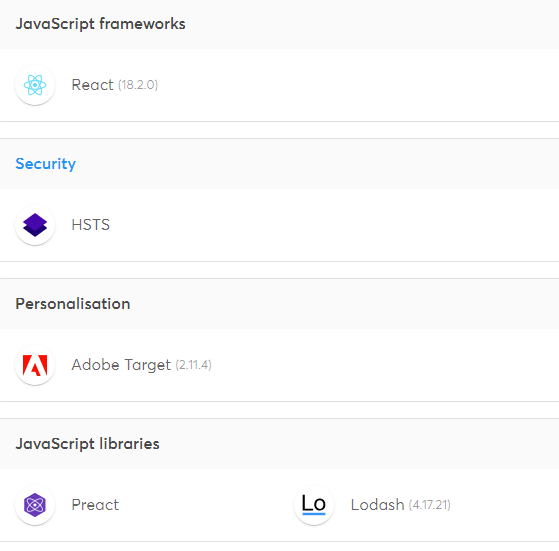 JavaScript frameworks
React (18.2.0)
Security
HSTS
Personalisation
Adobe Target (2.11.4)
JavaScript libraries
Preact
Lo Lodash (4.17.21)